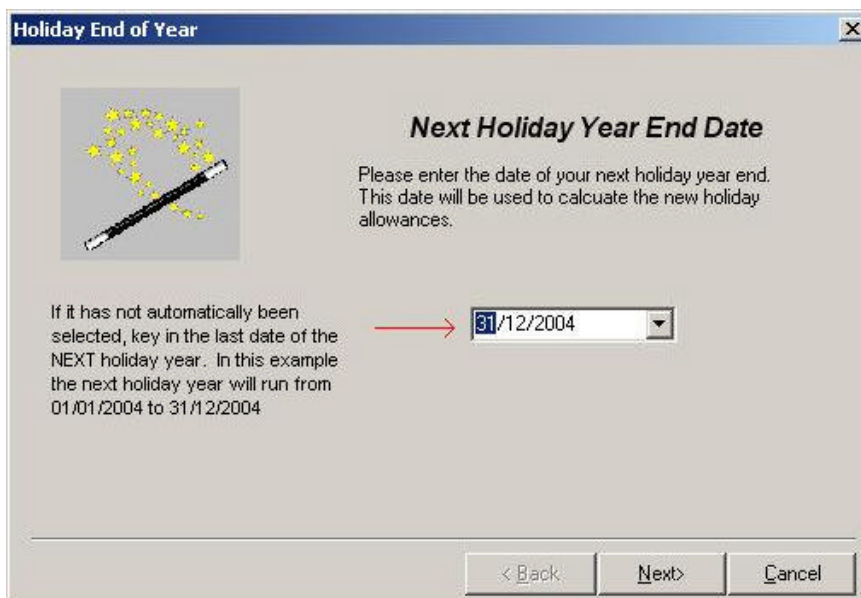 Holiday End of Year
Next Holiday Year End Date
Please enter the date of your next holiday year end.
This date will be used to calcuate the new holiday
allowances.
If it has not automatically been
selected, key in the last date of the
NEXT holiday year. In this example
the next holiday year will run from
01/01/2004 to 31/12/2004
31/12/2004
< Back
Next>
Cancel